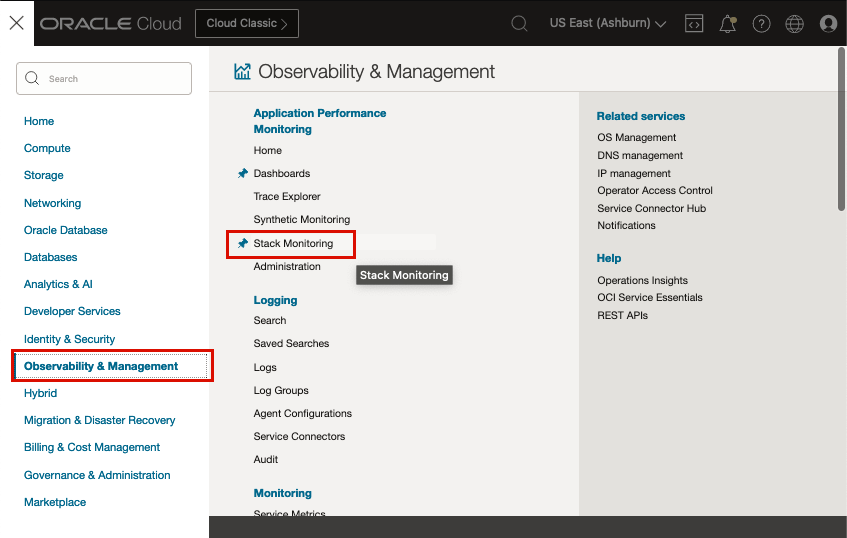 ORACLE Cloud
Cloud Classic
US East (Ashburn)
Search
Home
Compute
Storage
Networking
Oracle Database
Databases
Analytics & AI
Developer Services
Identity & Security
Observability & Management
Hybrid
Migration & Disaster Recovery
Billing & Cost Management
Governance & Administration
Marketplace
Observability & Management
Application Performance
Monitoring
Home
Dashboards
Trace Explorer
Synthetic Monitoring
Stack Monitoring
Administration
Stack Monitoring
Logging
Search
Saved Searches
Logs
Log Groups
Agent Configurations
Service Connectors
Audit
Monitoring
Service Metrics
Related services
OS Management
DNS management
IP management
Operator Access Control
Service Connector Hub
Notifications
Help
Operations Insights
OCI Service Essentials
REST APIs